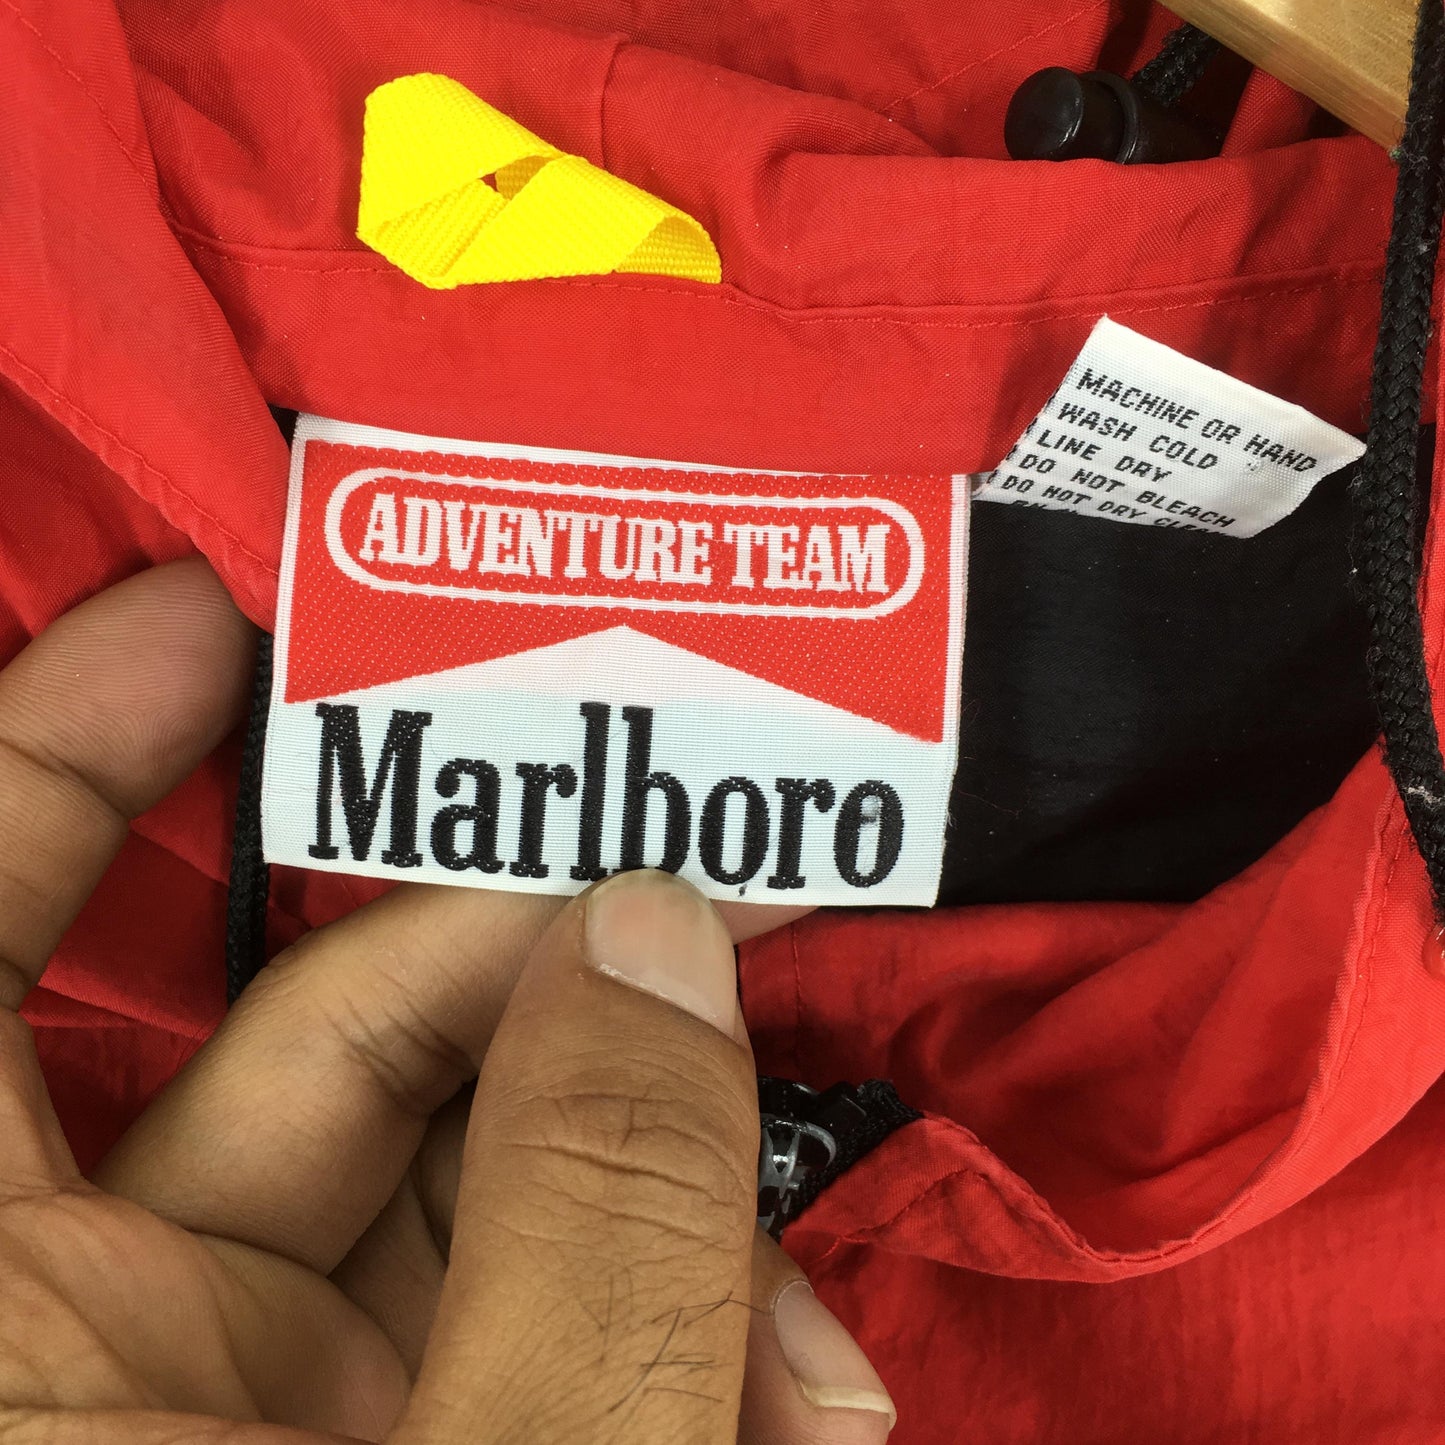 ADVENTURE TEAM
Marlboro
MACHINE OR HAND
WASH COLD
LINE DRY
DO NOT BLEACH
DO NOT DRY CLEAN